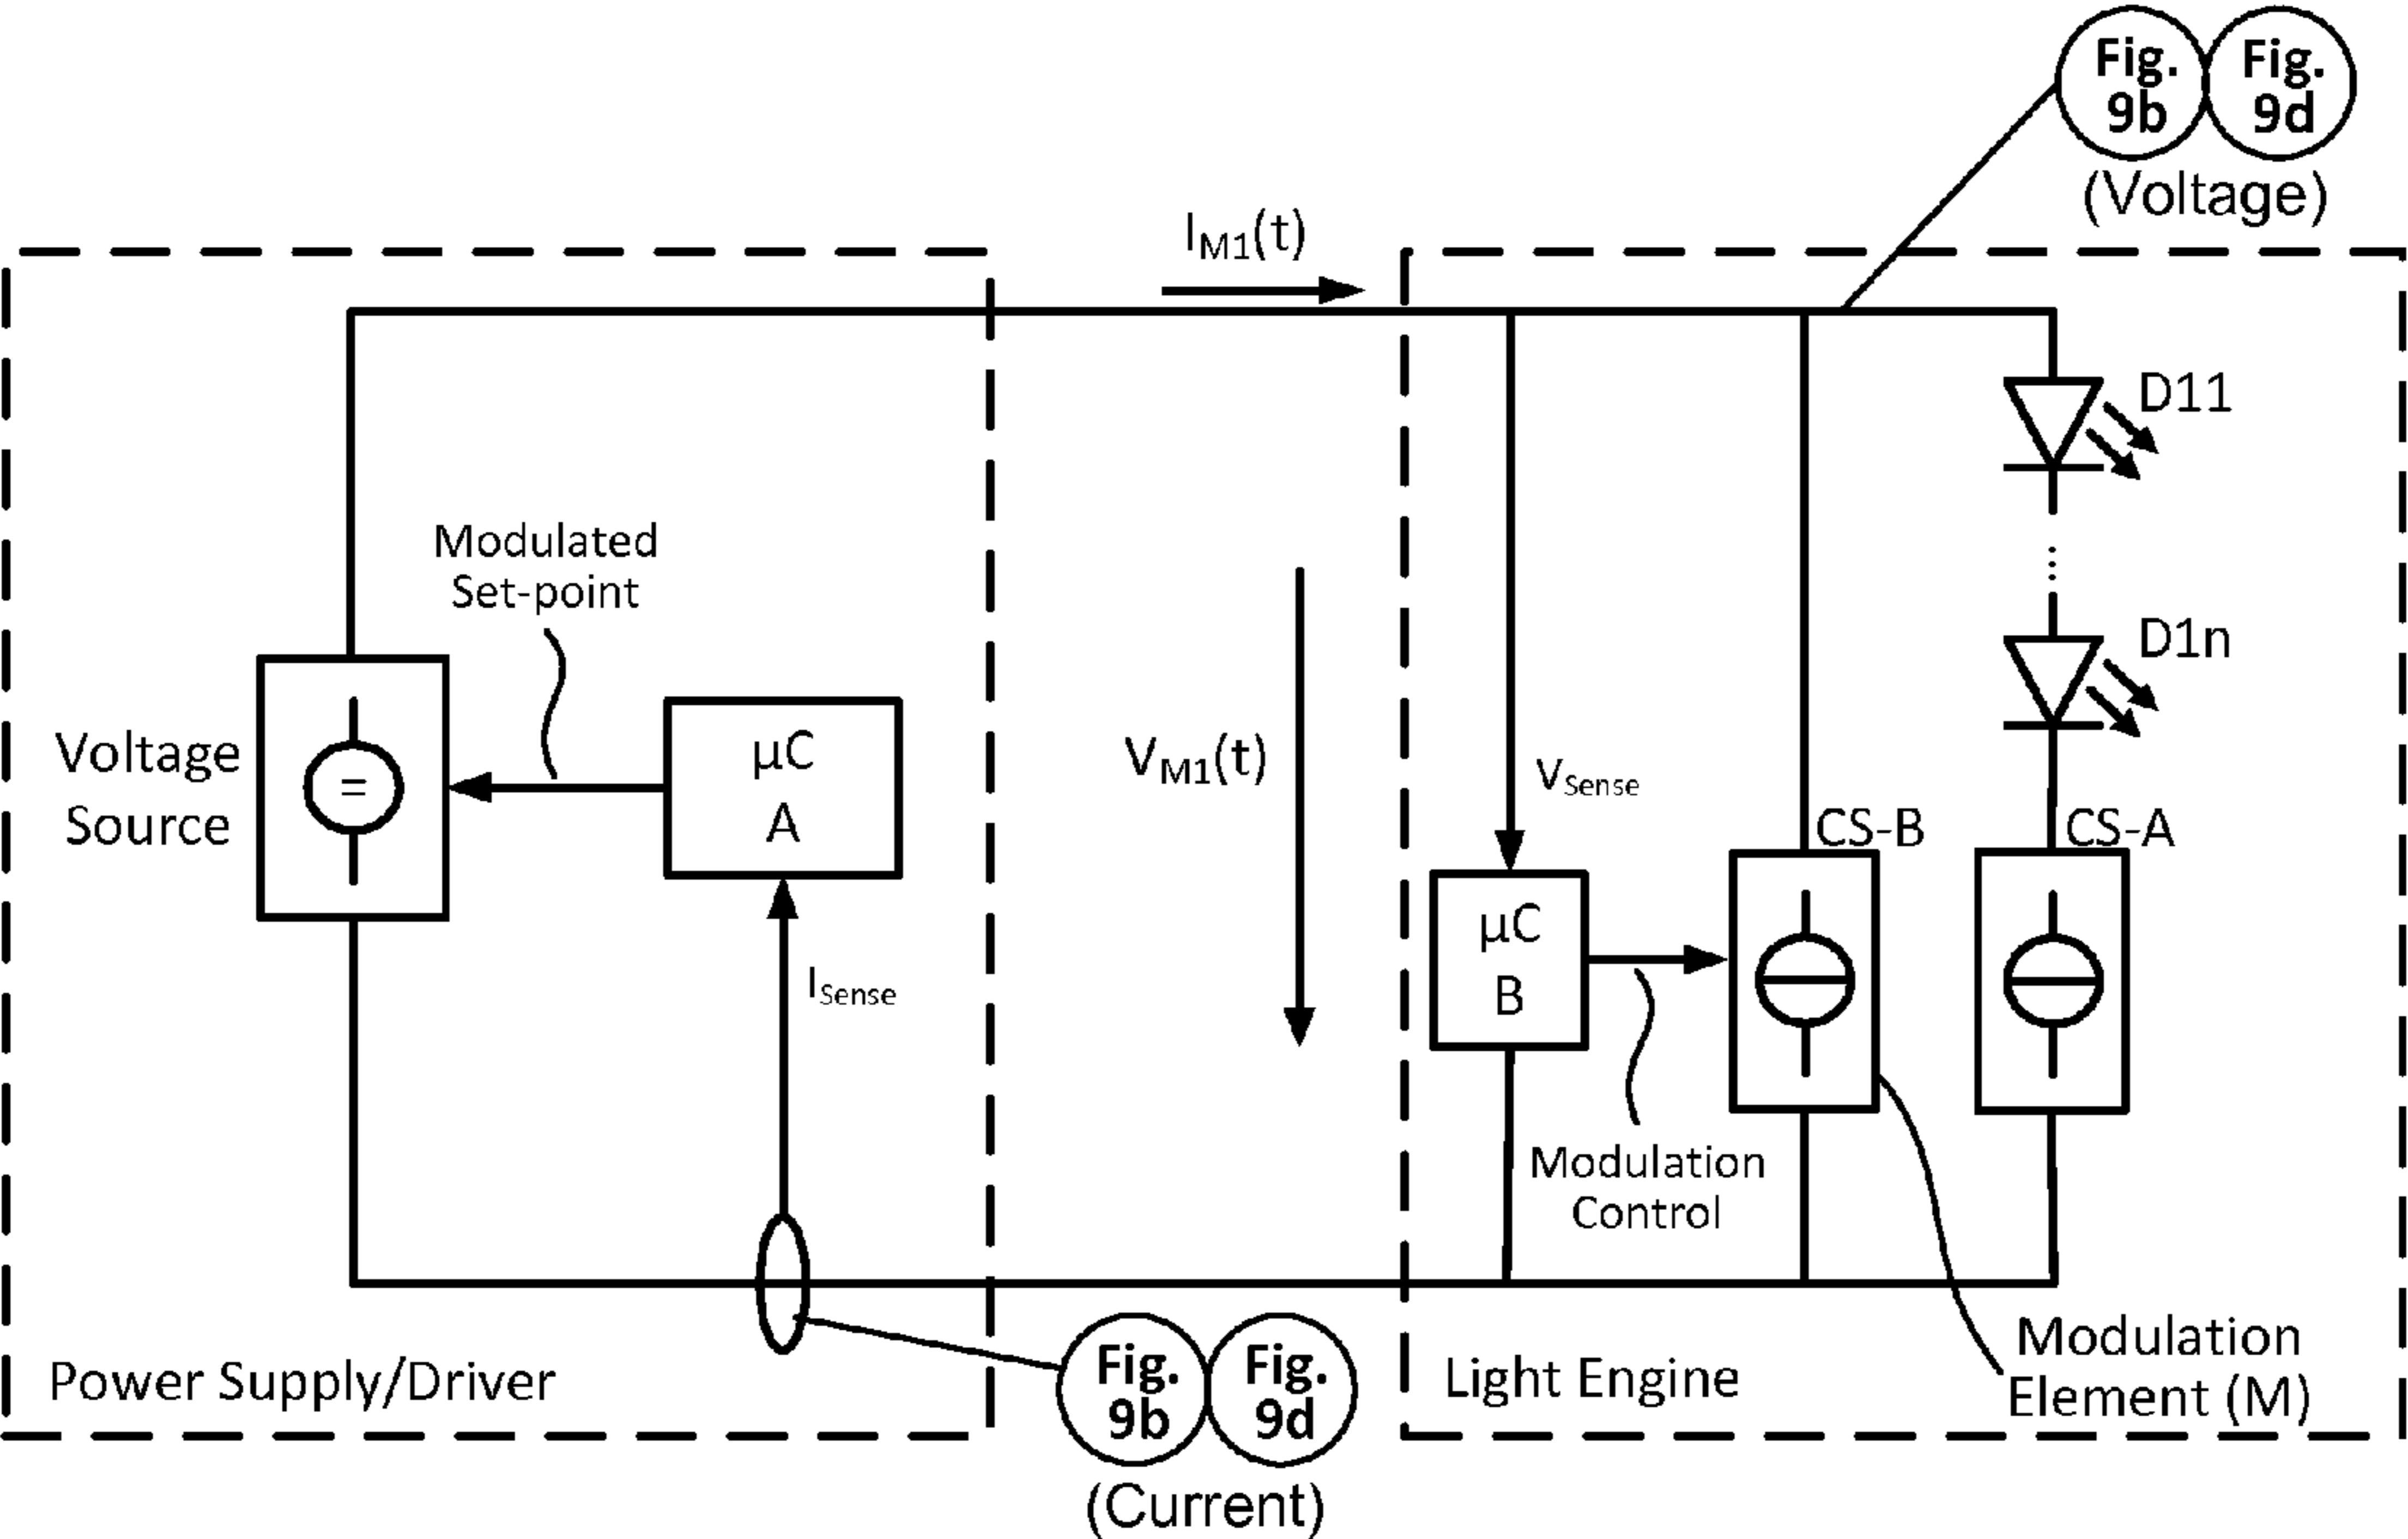 Fig.
9b
Fig.
9d
(Voltage)
I_M1(t)
D11
Modulated
Set-point
D1n
Voltage
Source
=
µC
A
V_M1(t)
V_Sense
CS-B
CS-A
µC
B
I_Sense
Modulation
Control
Power Supply/Driver
Fig.
9b
Fig.
9d
(Current)
Light Engine
Modulation
Element (M)